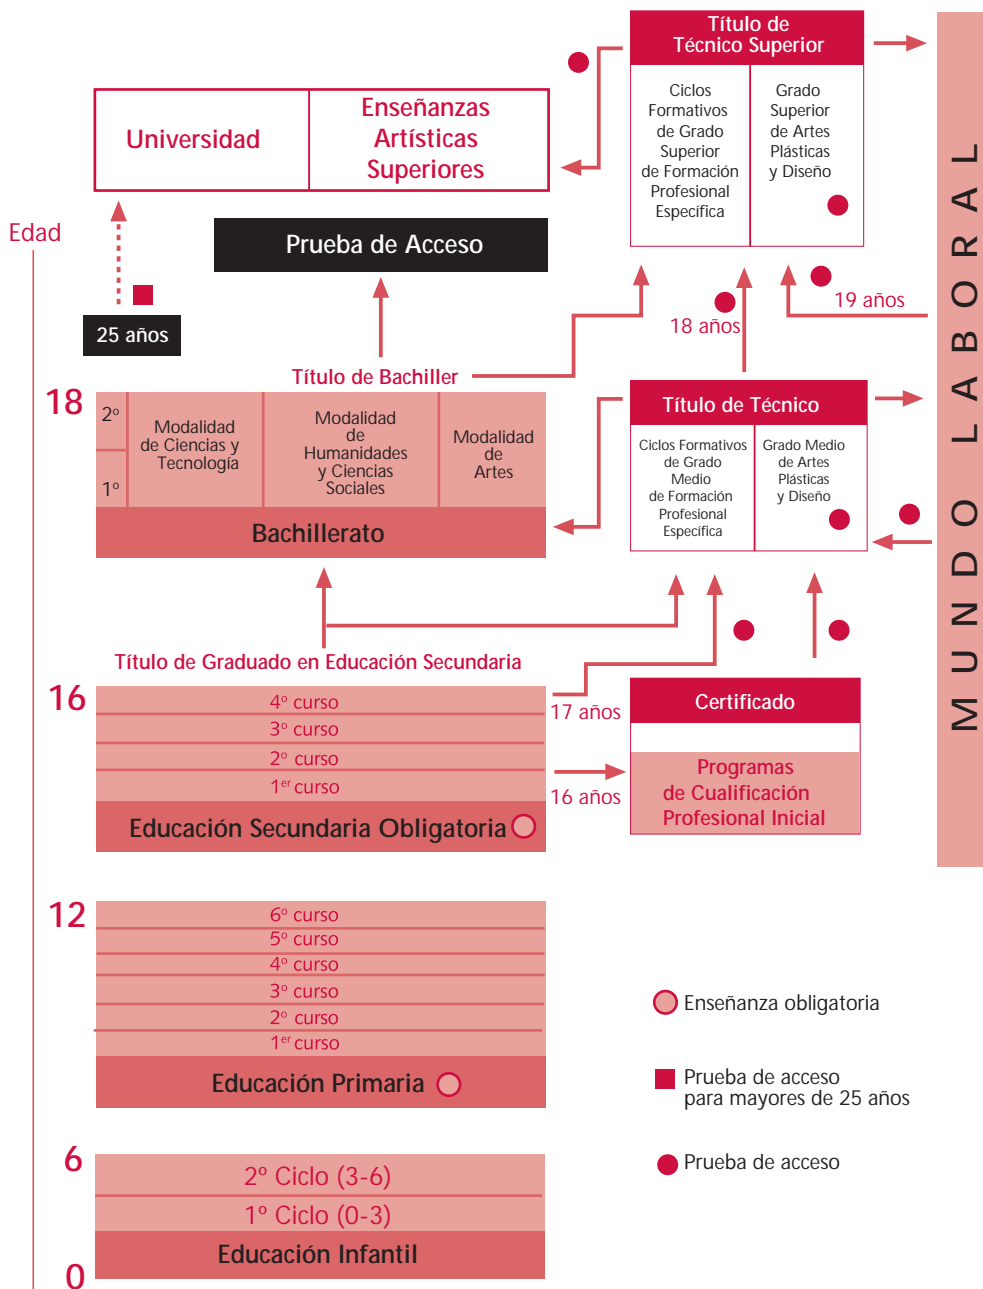 Título de
Técnico Superior
Ciclos
Formativos
de Grado
Superior
de Formación
Profesional
Específica
Grado
Superior
de Artes
Plásticas
y Diseño
Universidad
Enseñanzas
Artísticas
Superiores
Edad
Prueba de Acceso
25 años
18 años
19 años
MUNDO LABORAL
Título de Bachiller
18
2º
1º
Modalidad
de Ciencias y
Tecnología
Modalidad
de
Humanidades
y Ciencias
Sociales
Modalidad
de
Artes
Bachillerato
Título de Técnico
Ciclos Formativos
de Grado
Medio
de Formación
Profesional
Específica
Grado Medio
de Artes
Plásticas
y Diseño
Título de Graduado en Educación Secundaria
16
4º curso
3º curso
2º curso
1er curso
Educación Secundaria Obligatoria
17 años
16 años
Certificado
Programas
de Cualificación
Profesional Inicial
12
6º curso
5º curso
4º curso
3º curso
2º curso
1er curso
Educación Primaria
Enseñanza obligatoria
Prueba de acceso
para mayores de 25 años
Prueba de acceso
6
2º Ciclo (3-6)
1º Ciclo (0-3)
Educación Infantil
0